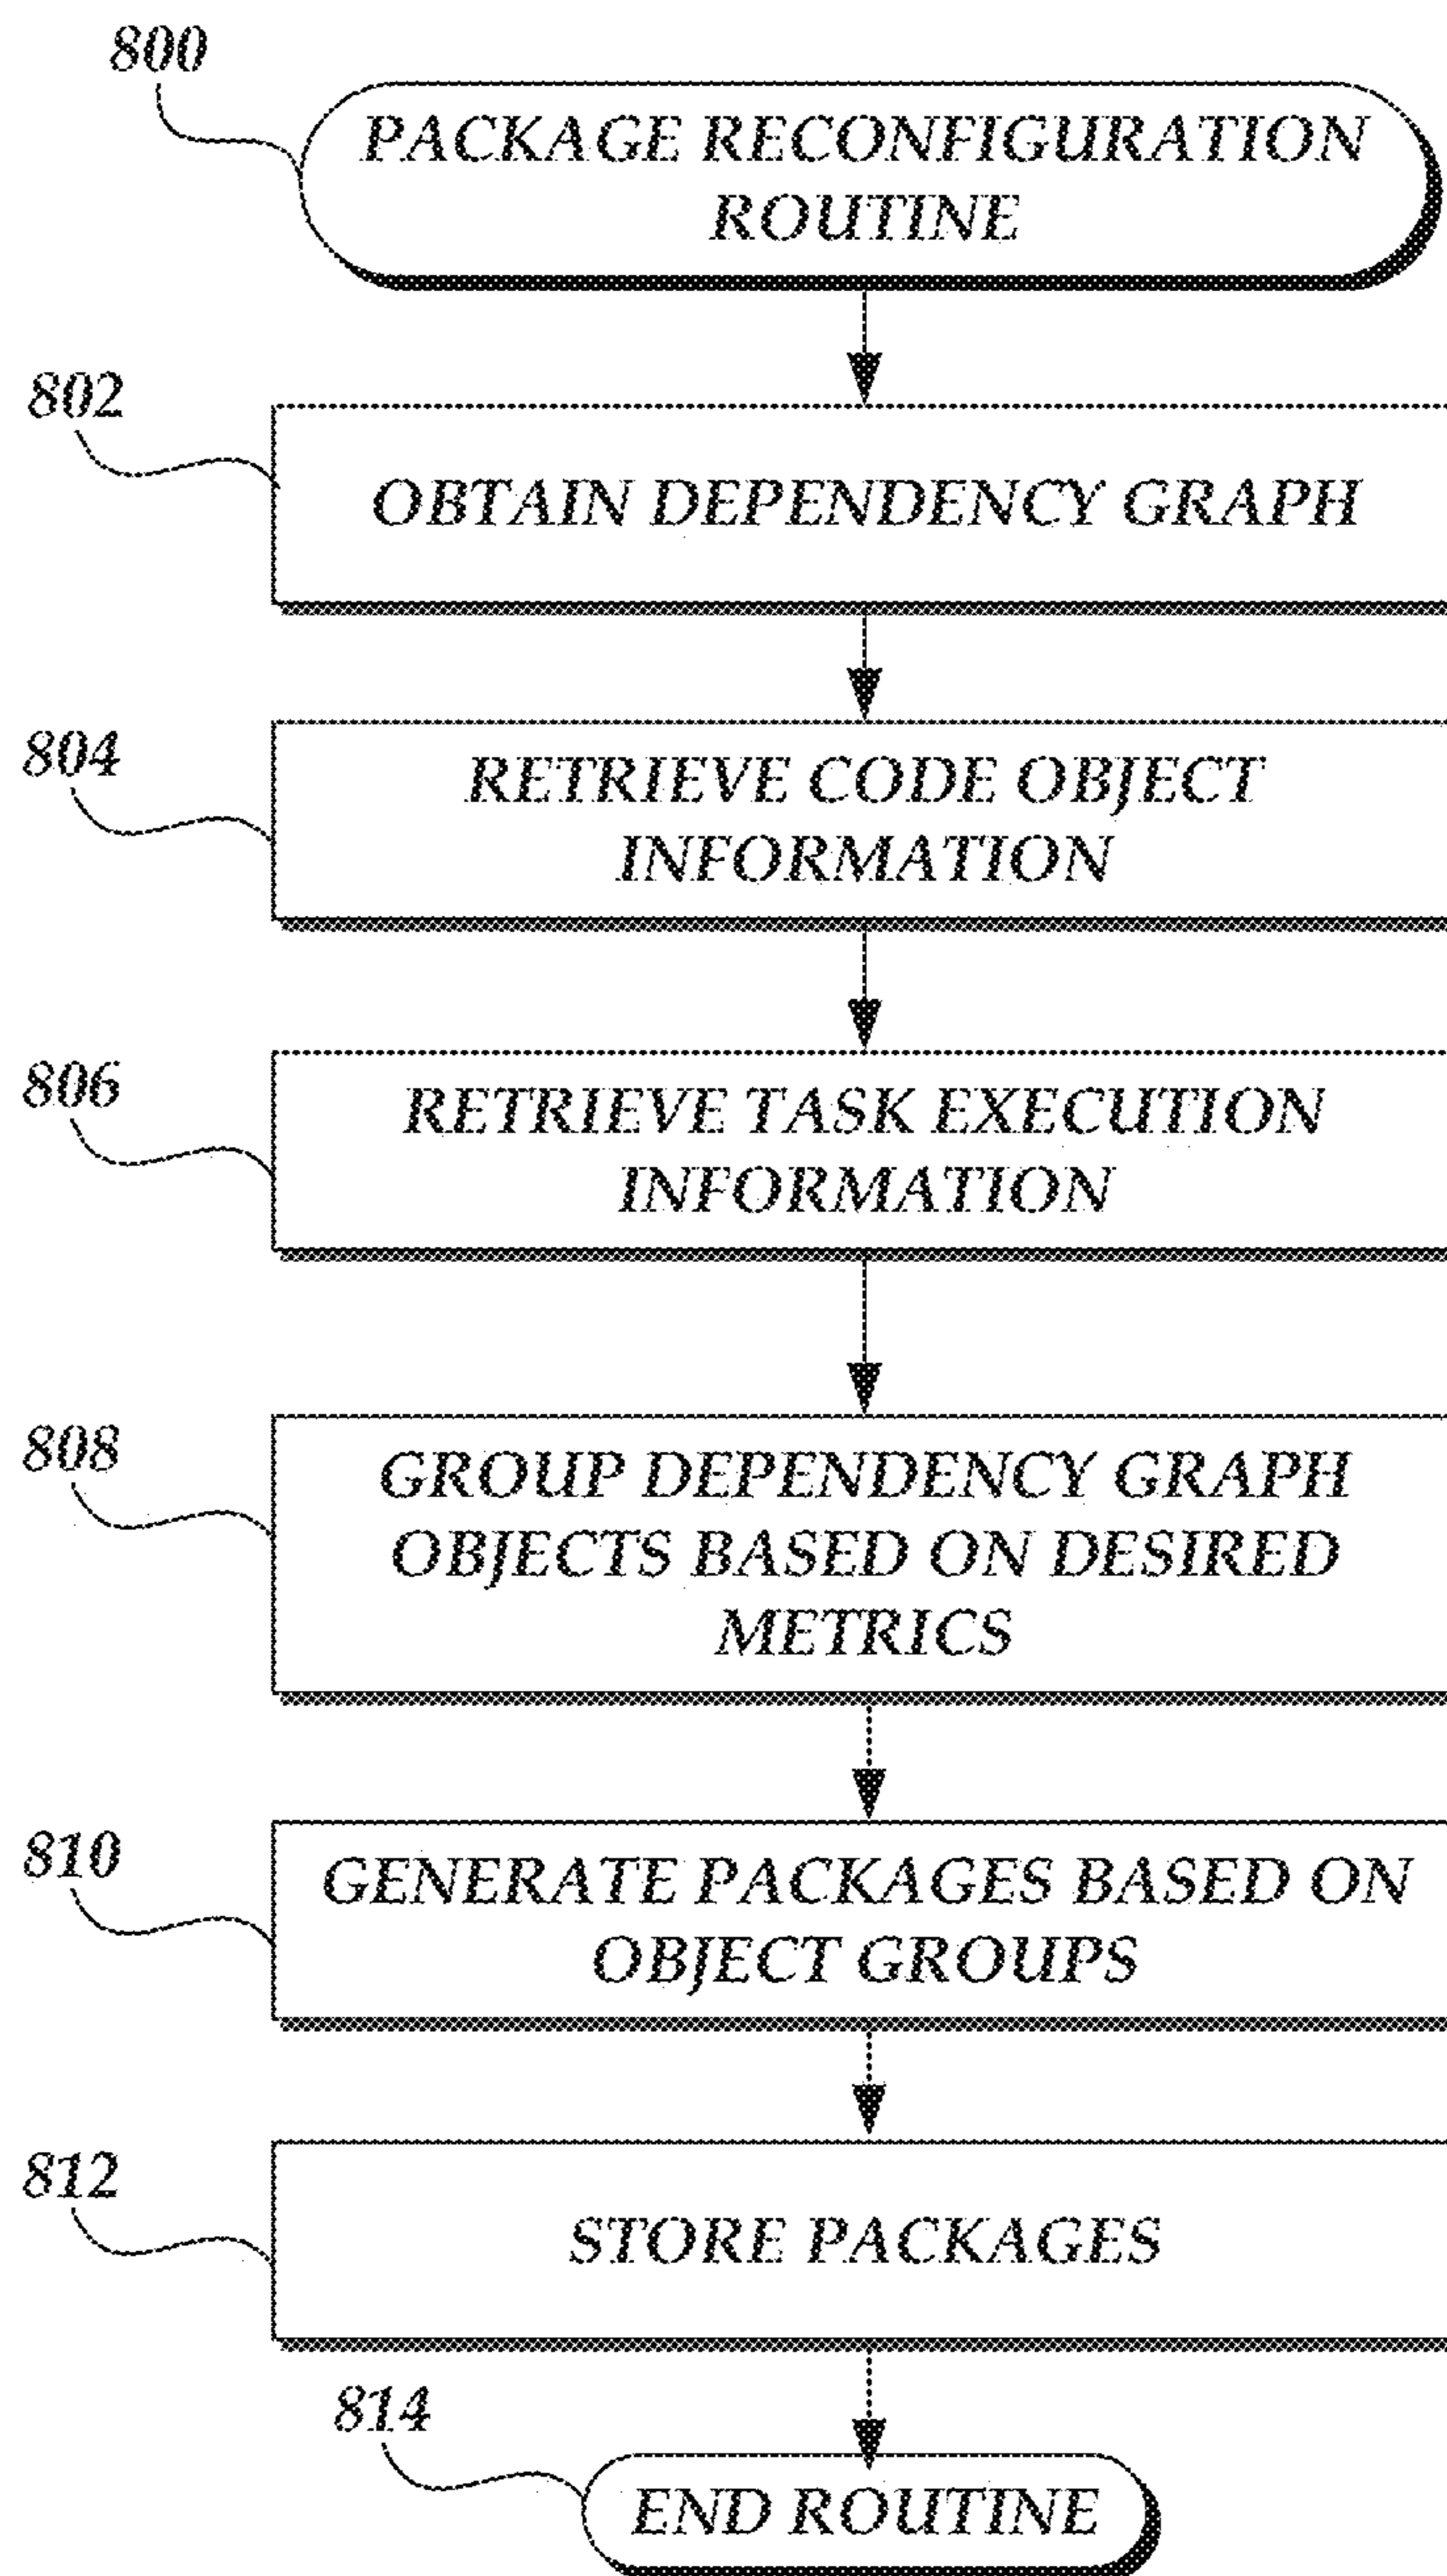 800
PACKAGE RECONFIGURATION
ROUTINE
802
OBTAIN DEPENDENCY GRAPH
804
RETRIEVE CODE OBJECT
INFORMATION
806
RETRIEVE TASK EXECUTION
INFORMATION
808
GROUP DEPENDENCY GRAPH
OBJECTS BASED ON DESIRED
METRICS
810
GENERATE PACKAGES BASED ON
OBJECT GROUPS
812
STORE PACKAGES
814
END ROUTINE